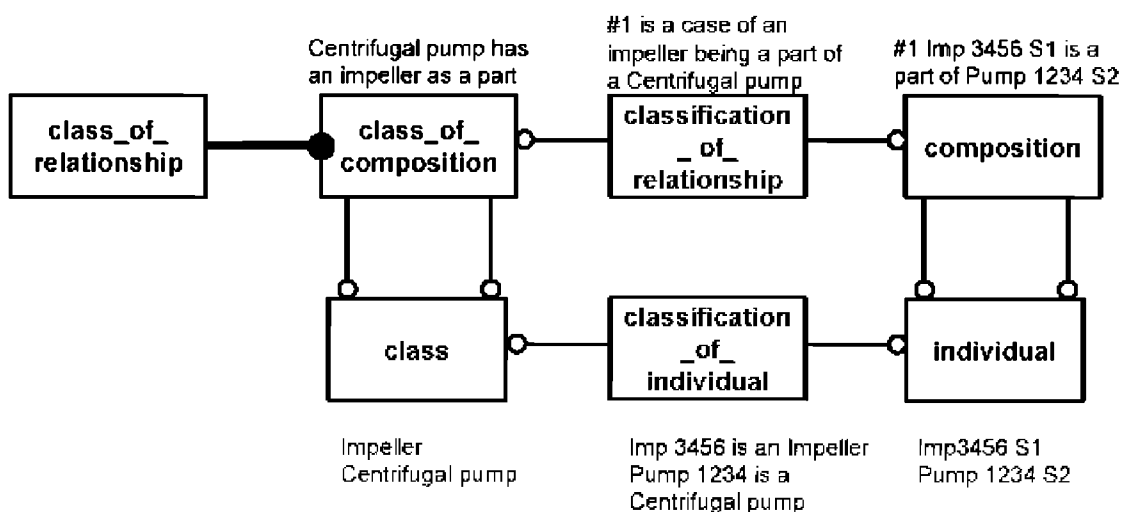 Centrifugal pump has
an impeller as a part
#1 is a case of an
impeller being a part of
a Centrifugal pump
#1 Imp 3456 S1 is a
part of Pump 1234 S2
class_of_
relationship
class_of_
composition
classification
_of_
relationship
composition
class
classification
_of_
individual
individual
Impeller
Centrifugal pump
Imp 3456 is an Impeller
Pump 1234 is a
Centrifugal pump
Imp3456 S1
Pump 1234 S2